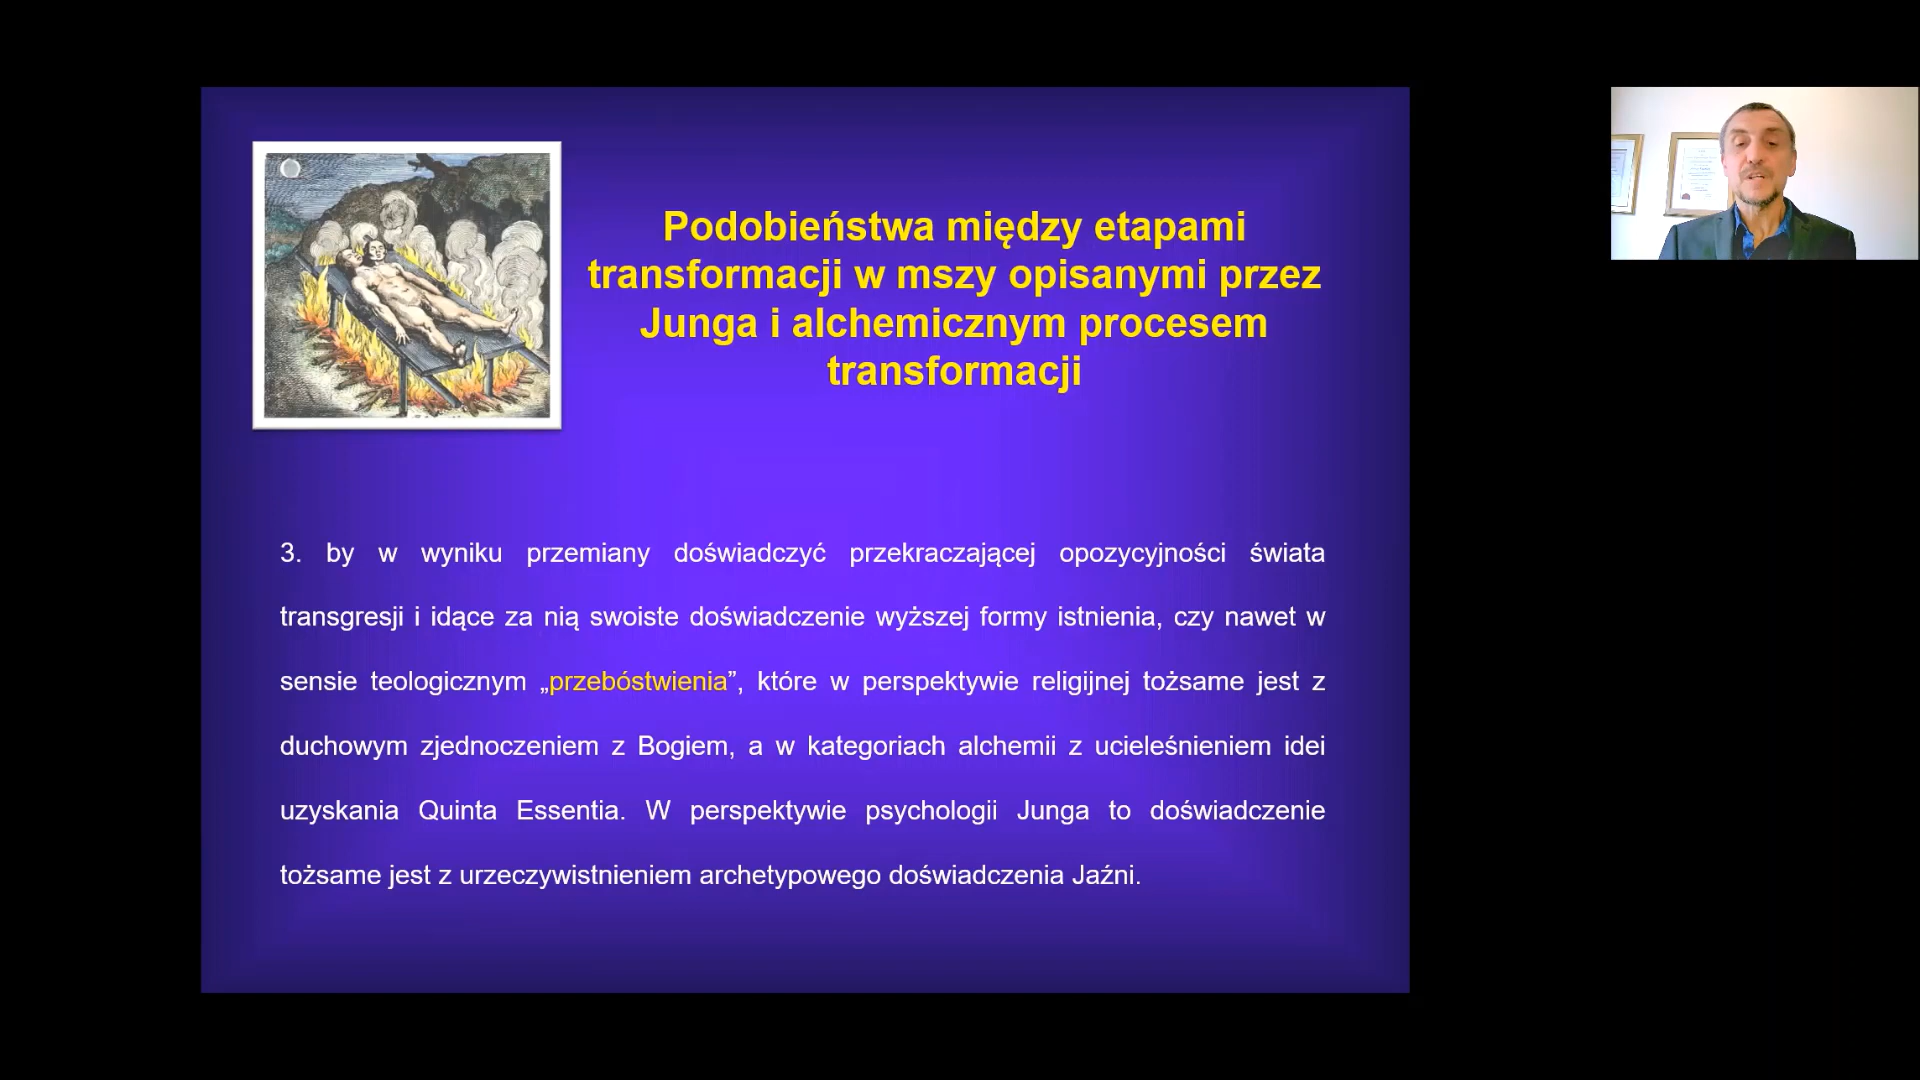 Podobieństwa między etapami
transformacji w mszy opisanymi przez
Junga i alchemicznym procesem
transformacji
3. by w wyniku przemiany doświadczyć przekraczającej opozycyjności świata
transgresji i idące za nią swoiste doświadczenie wyższej formy istnienia, czy nawet w
sensie teologicznym „przebóstwienia”, które w perspektywie religijnej tożsame jest z
duchowym zjednoczeniem z Bogiem, a w kategoriach alchemii z ucieleśnieniem idei
uzyskania Quinta Essentia. W perspektywie psychologii Junga to doświadczenie
tożsame jest z urzeczywistnieniem archetypowego doświadczenia Jaźni.